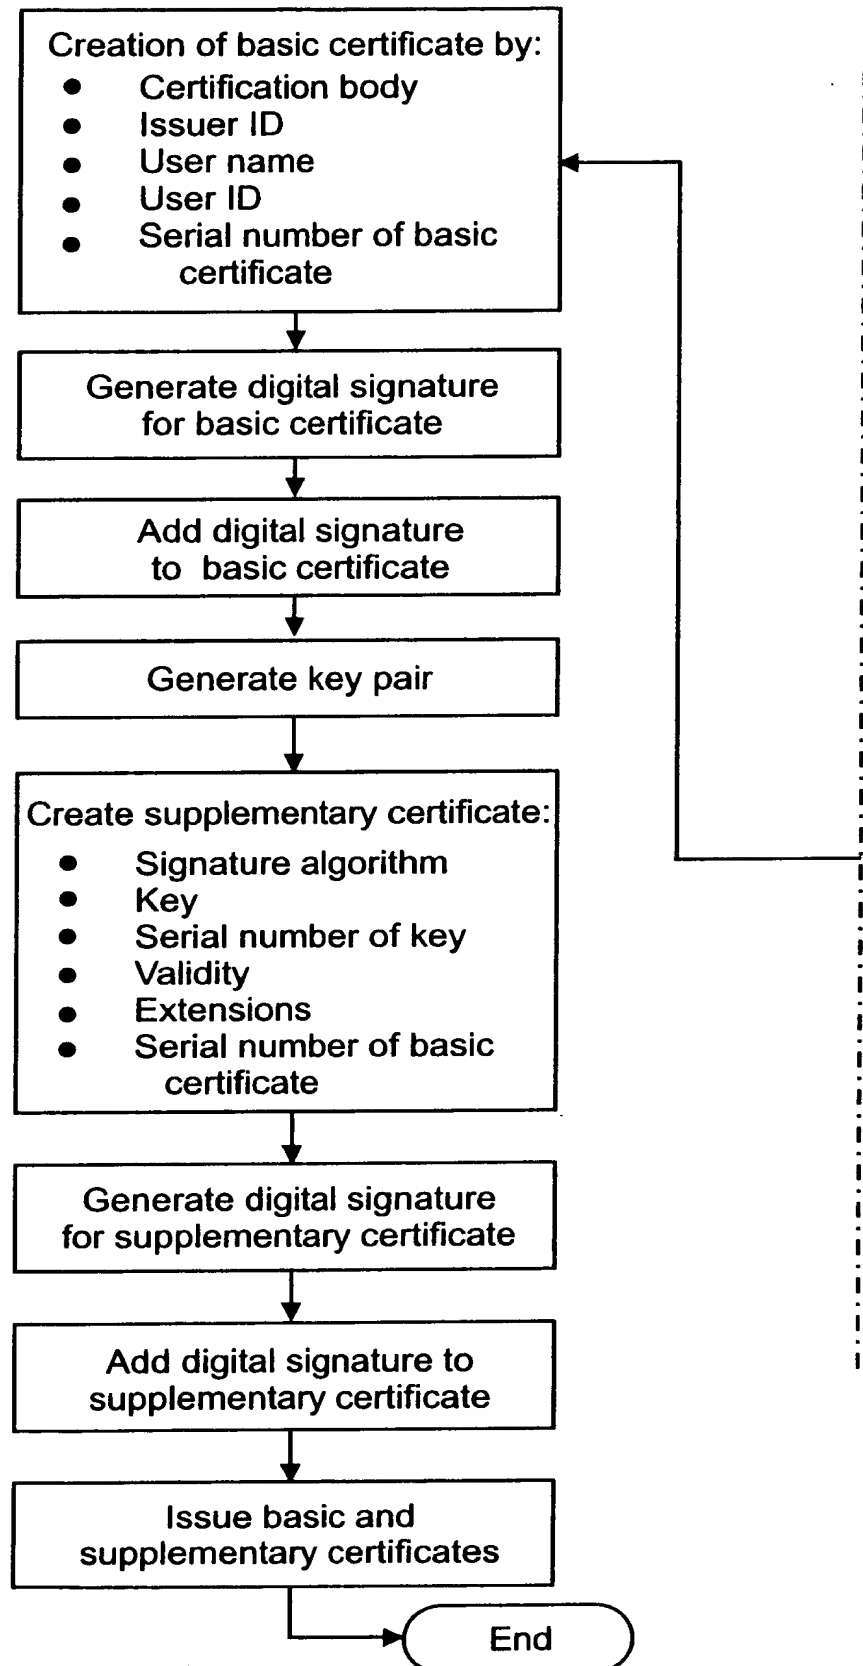 Creation of basic certificate by:
● Certification body
● Issuer ID
● User name
● User ID
● Serial number of basic
certificate
Generate digital signature
for basic certificate
Add digital signature
to basic certificate
Generate key pair
Create supplementary certificate:
● Signature algorithm
● Key
● Serial number of key
● Validity
● Extensions
● Serial number of basic
certificate
Generate digital signature
for supplementary certificate
Add digital signature to
supplementary certificate
Issue basic and
supplementary certificates
End